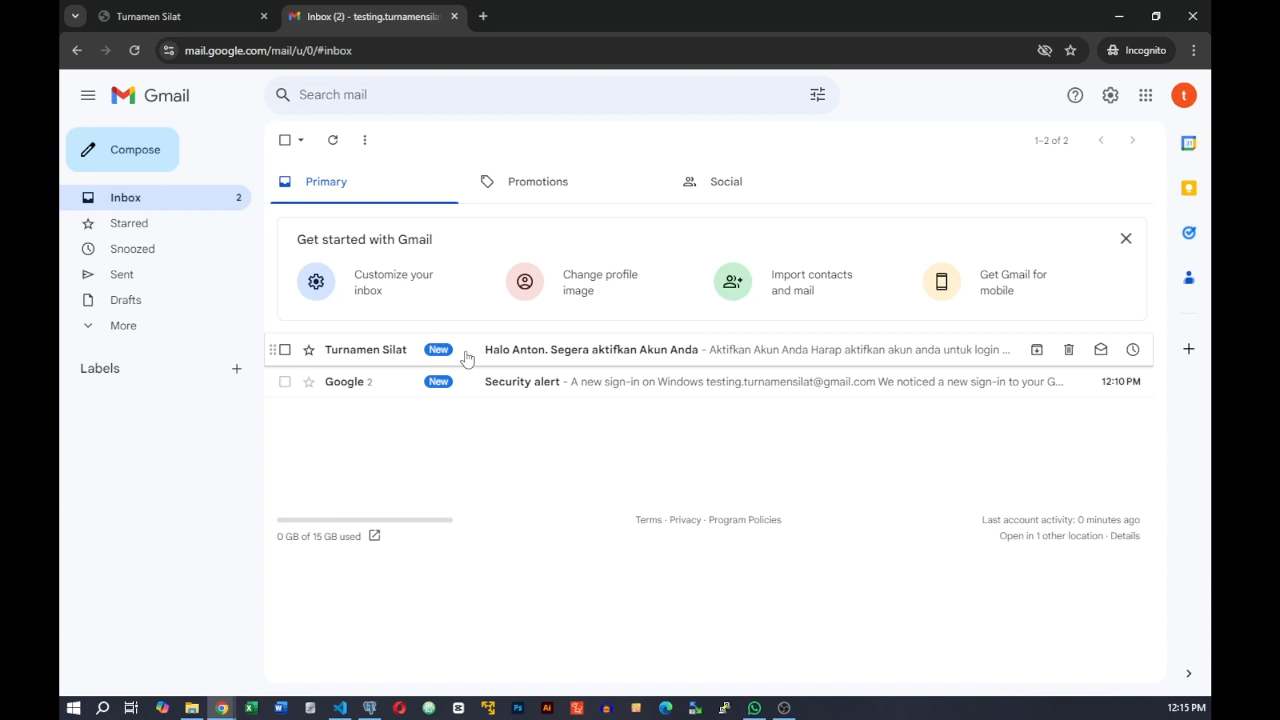 Turnamen Silat
Inbox (2) - testing.turnamensila
mail.google.com/mail/u/0/#inbox
Incognito
Gmail
Search mail
t
Compose
1–2 of 2
Inbox 2
Starred
Snoozed
Sent
Drafts
More
Labels
Primary
Promotions
Social
Get started with Gmail
Customize your
inbox
Change profile
image
Import contacts
and mail
Get Gmail for
mobile
Turnamen Silat New Halo Anton. Segera aktifkan Akun Anda - Aktifkan Akun Anda Harap aktifkan akun anda untuk login ...
Google 2 New Security alert - A new sign-in on Windows testing.turnamensilat@gmail.com We noticed a new sign-in to your G... 12:10 PM
0 GB of 15 GB used
Terms · Privacy · Program Policies
Last account activity: 0 minutes ago
Open in 1 other location · Details
31
Ps
Ai
12:15 PM